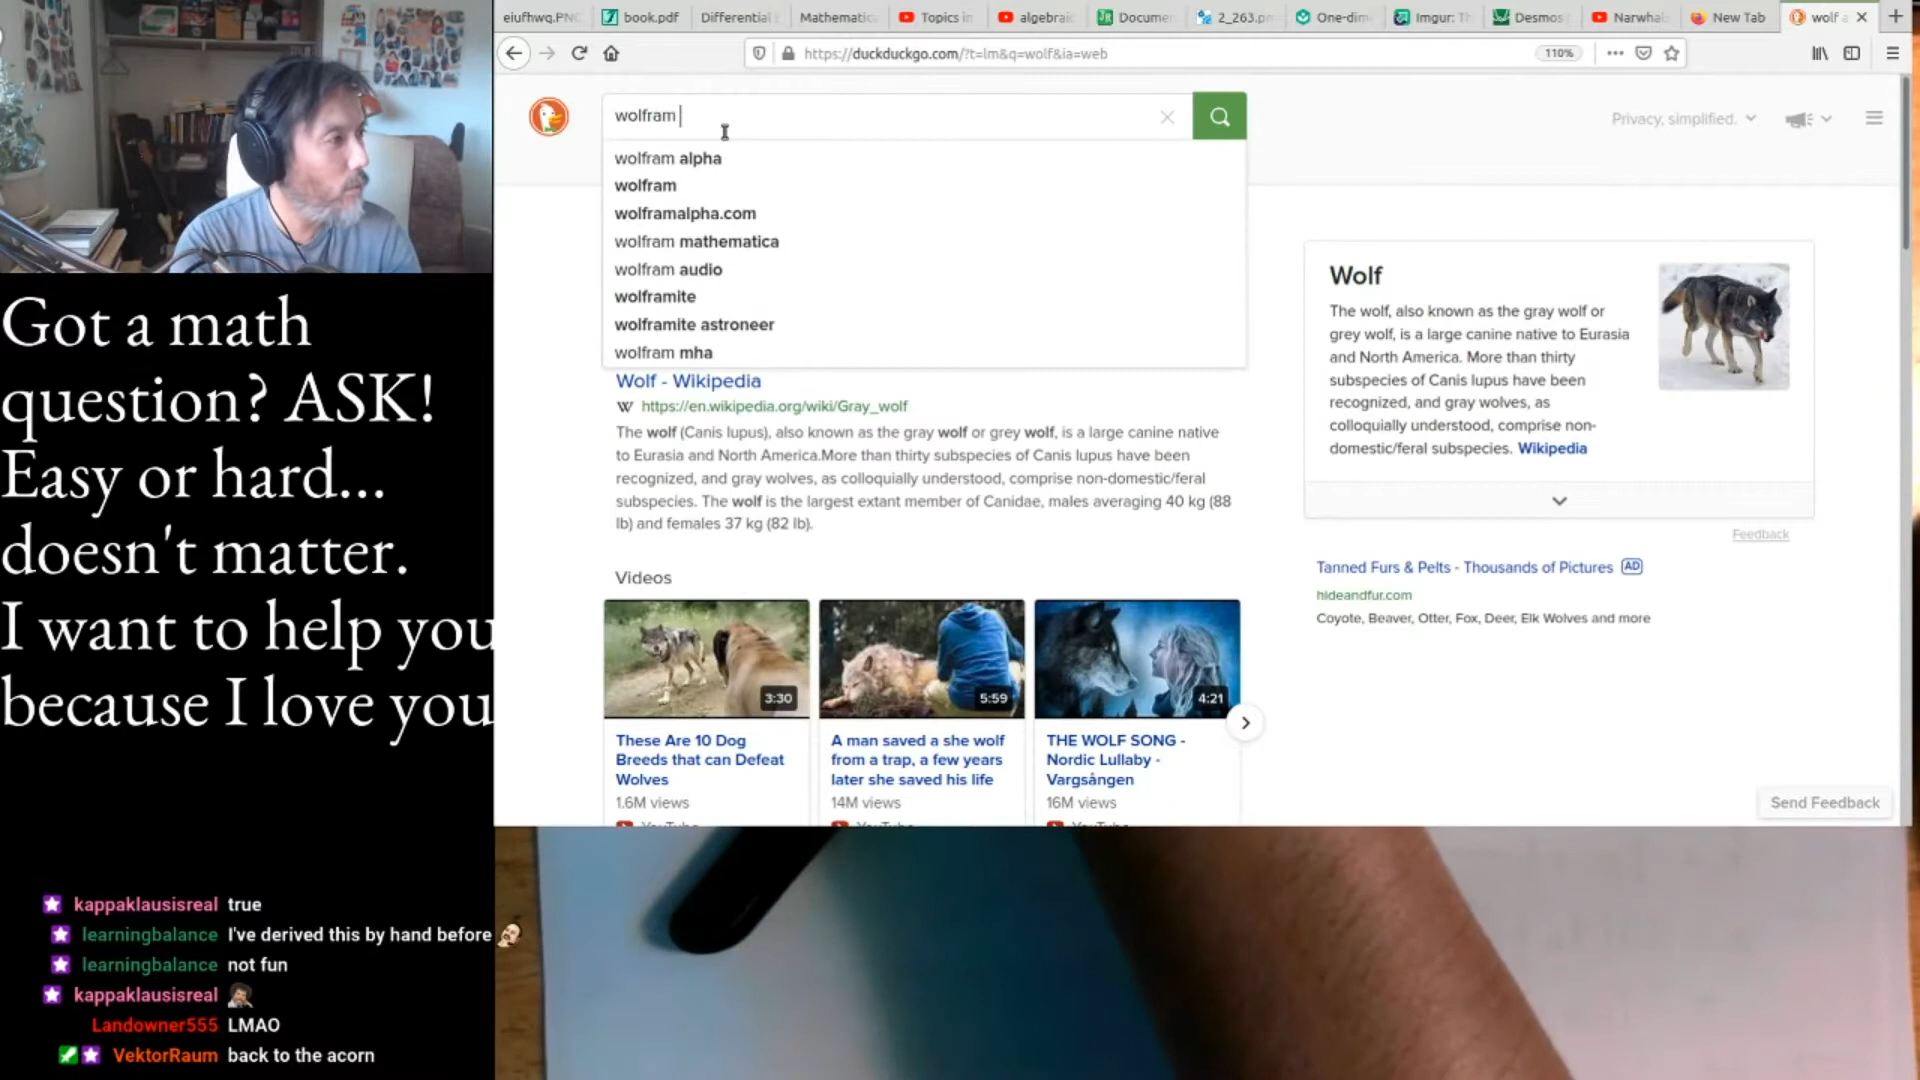 eiufhwq.PNG
book.pdf
Differential
Mathematic
Topics in
algebraic
Documen
2_263.pn
One-dim
Imgur: Th
Desmos
Narwhals
New Tab
wolf a
https://duckduckgo.com/?t=lm&q=wolf&ia=web
110%
wolfram
Privacy, simplified.
wolfram alpha
wolfram
wolframalpha.com
wolfram mathematica
wolfram audio
wolframite
wolframite astroneer
wolfram mha
Wolf - Wikipedia
W https://en.wikipedia.org/wiki/Gray_wolf
The wolf (Canis lupus), also known as the gray wolf or grey wolf, is a large canine native
to Eurasia and North America.More than thirty subspecies of Canis lupus have been
recognized, and gray wolves, as colloquially understood, comprise non-domestic/feral
subspecies. The wolf is the largest extant member of Canidae, males averaging 40 kg (88
lb) and females 37 kg (82 lb).
Videos
3:30
5:59
4:21
These Are 10 Dog
Breeds that can Defeat
Wolves
1.6M views
YouTube
A man saved a she wolf
from a trap, a few years
later she saved his life
14M views
YouTube
THE WOLF SONG -
Nordic Lullaby -
Vargsången
16M views
YouTube
Wolf
The wolf, also known as the gray wolf or
grey wolf, is a large canine native to Eurasia
and North America. More than thirty
subspecies of Canis lupus have been
recognized, and gray wolves, as
colloquially understood, comprise non-
domestic/feral subspecies. Wikipedia
Feedback
Tanned Furs & Pelts - Thousands of Pictures AD
hideandfur.com
Coyote, Beaver, Otter, Fox, Deer, Elk Wolves and more
Send Feedback
Got a math
question? ASK!
Easy or hard...
doesn't matter.
I want to help you
because I love you
kappaklausisreal true
learningbalance I've derived this by hand before
learningbalance not fun
kappaklausisreal
Landowner555 LMAO
VektorRaum back to the acorn